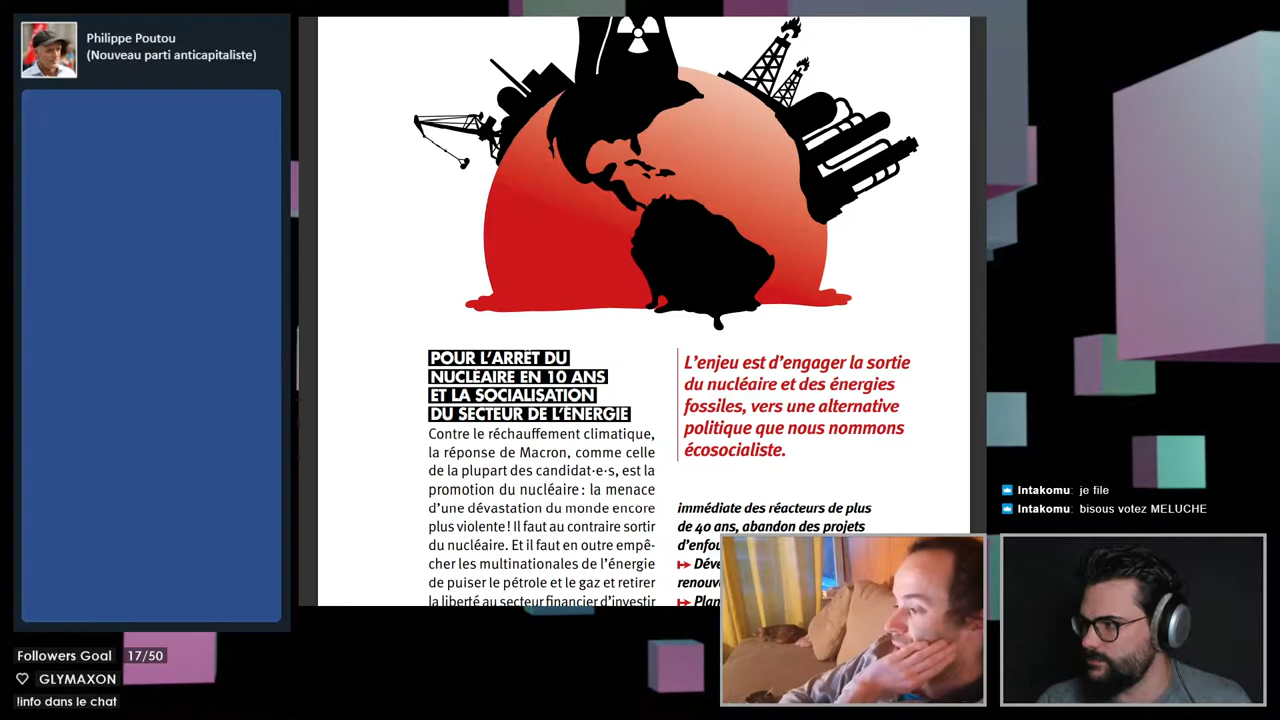 Philippe Poutou
(Nouveau parti anticapitaliste)
POUR L'ARRÊT DU
NUCLÉAIRE EN 10 ANS
ET LA SOCIALISATION
DU SECTEUR DE L'ÉNERGIE
Contre le réchauffement climatique,
la réponse de Macron, comme celle
de la plupart des candidat·e·s, est la
promotion du nucléaire : la menace
d'une dévastation du monde encore
plus violente ! Il faut au contraire sortir
du nucléaire. Et il faut en outre empê-
cher les multinationales de l'énergie
de puiser le pétrole et le gaz et retirer
la liberté au secteur financier d'investir
L'enjeu est d'engager la sortie
du nucléaire et des énergies
fossiles, vers une alternative
politique que nous nommons
écosocialiste.
immédiate des réacteurs de plus
de 40 ans, abandon des projets
Intakomu: je file
Intakomu: bisous votez MELUCHE
Followers Goal 17/50
GLYMAXON
!info dans le chat